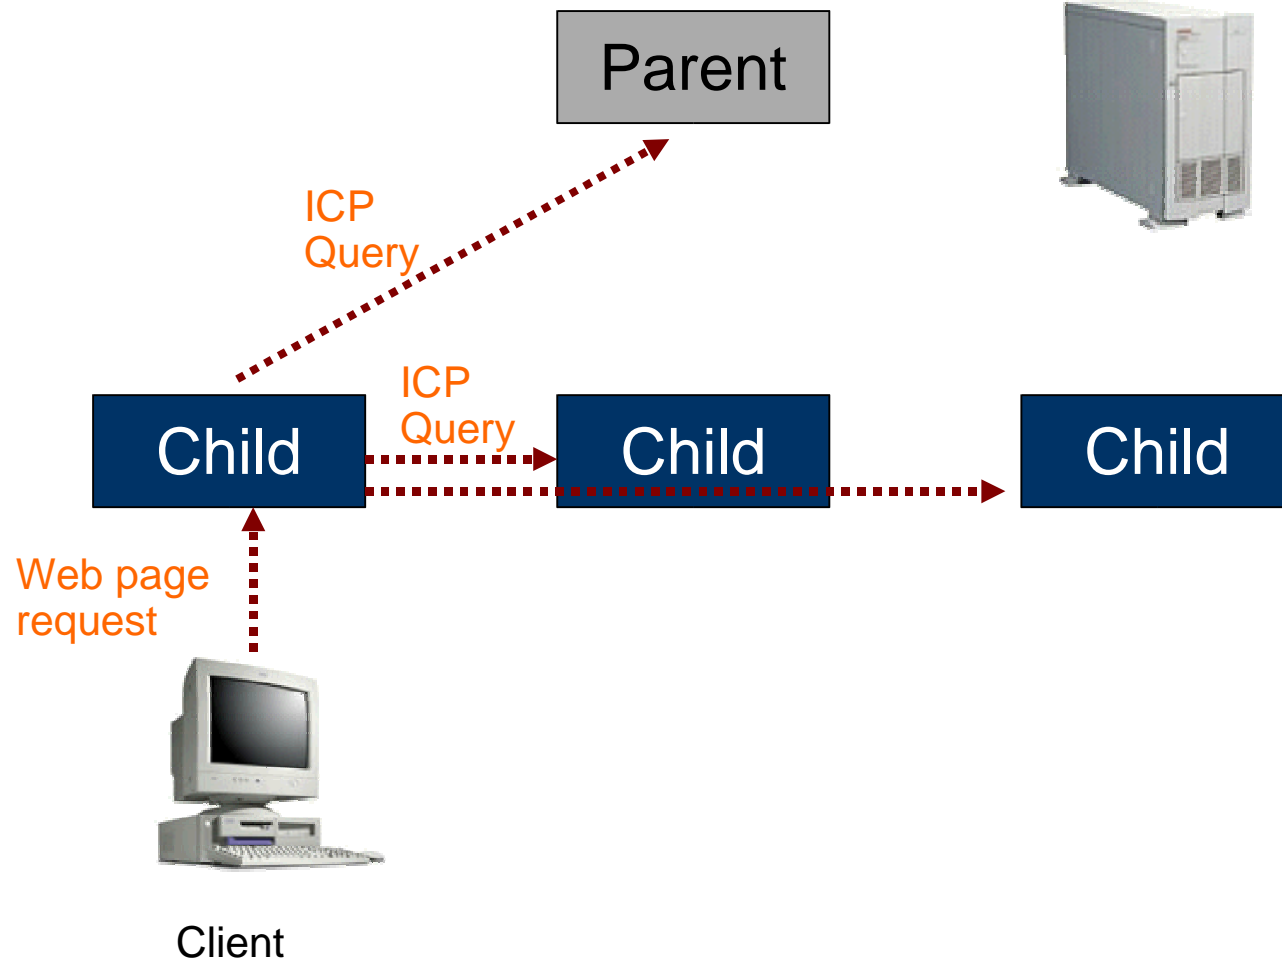 Parent
ICP
Query
ICP
Query
Child
Child
Child
Web page
request
Client